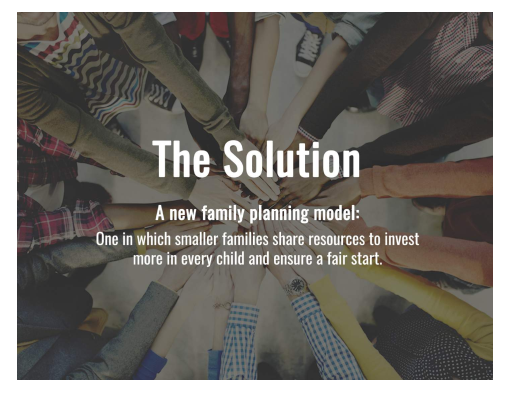 The Solution
A new family planning model:
One in which smaller families share resources to invest
more in every child and ensure a fair start.